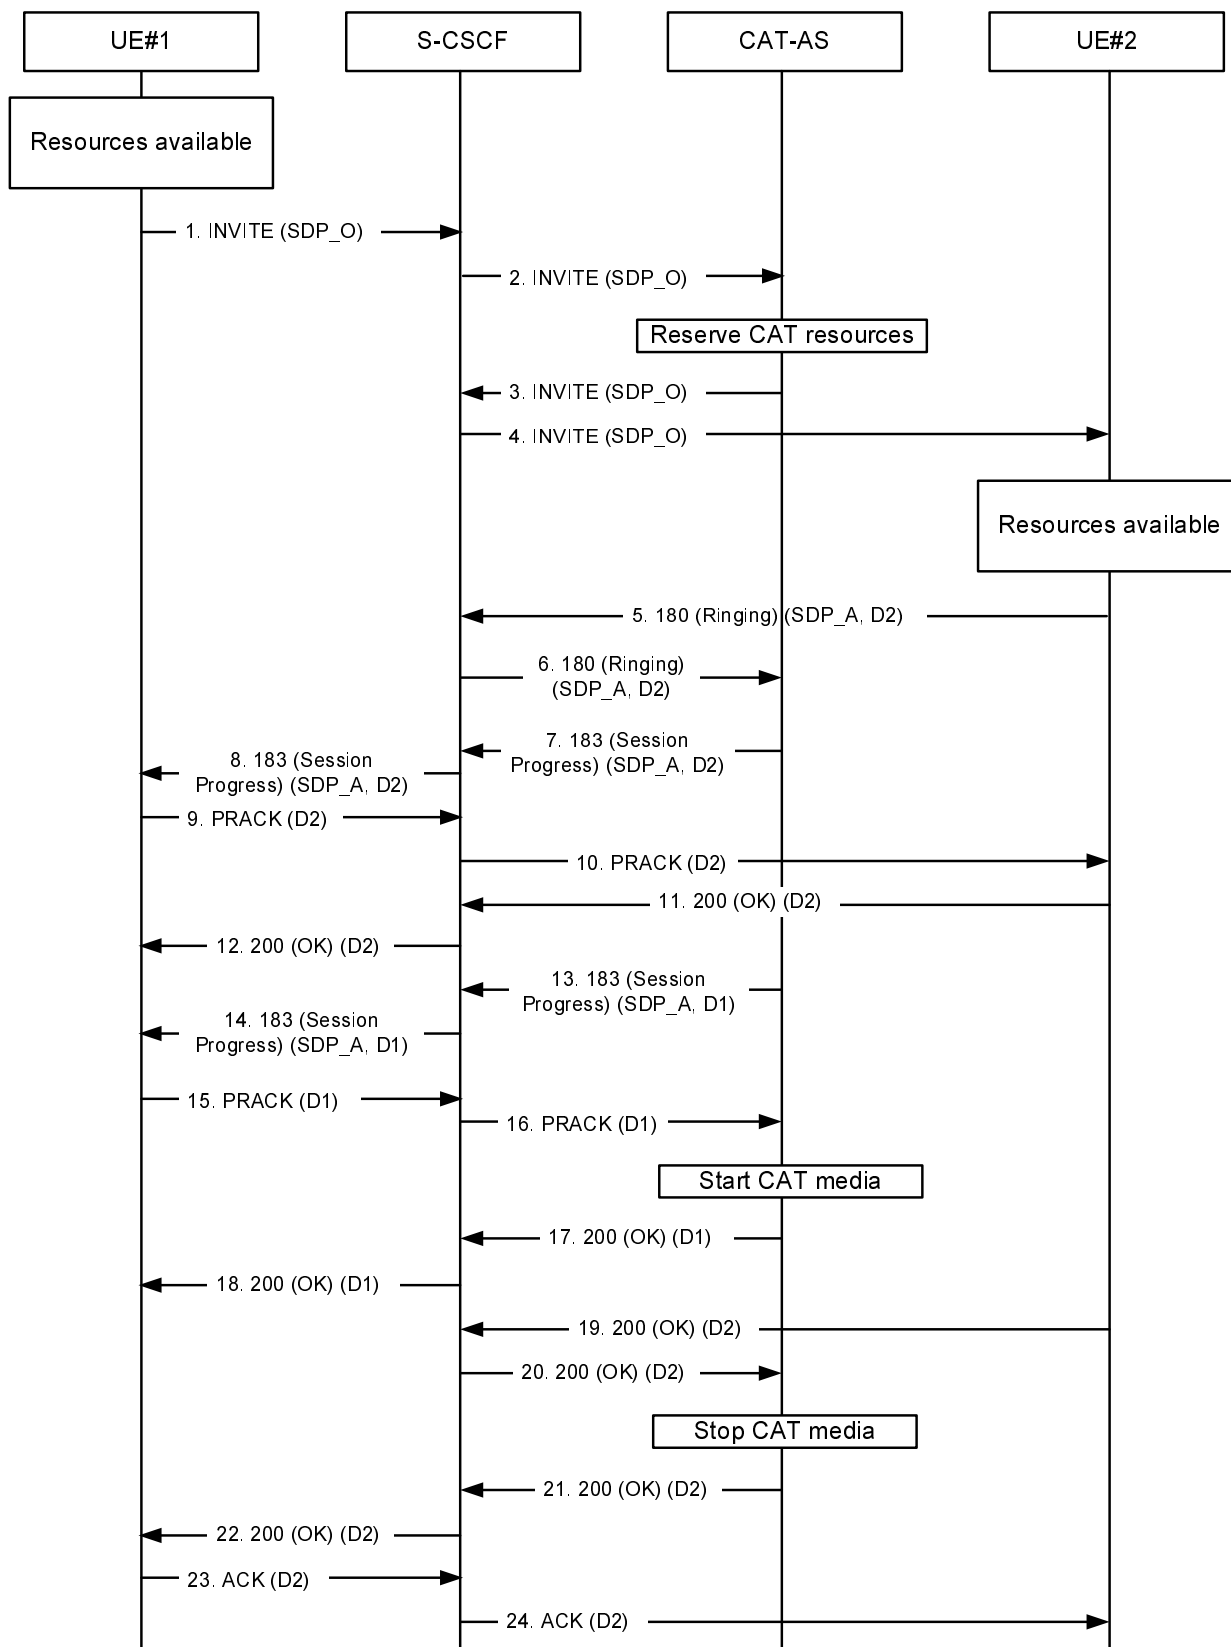 UE#1
S-CSCF
CAT-AS
UE#2
Resources available
1. INVITE (SDP_O)
2. INVITE (SDP_O)
Reserve CAT resources
3. INVITE (SDP_O)
4. INVITE (SDP_O)
Resources available
5. 180 (Ringing) (SDP_A, D2)
6. 180 (Ringing)
(SDP_A, D2)
7. 183 (Session
Progress) (SDP_A, D2)
8. 183 (Session
Progress) (SDP_A, D2)
9. PRACK (D2)
10. PRACK (D2)
11. 200 (OK) (D2)
12. 200 (OK) (D2)
13. 183 (Session
Progress) (SDP_A, D1)
14. 183 (Session
Progress) (SDP_A, D1)
15. PRACK (D1)
16. PRACK (D1)
Start CAT media
17. 200 (OK) (D1)
18. 200 (OK) (D1)
19. 200 (OK) (D2)
20. 200 (OK) (D2)
Stop CAT media
21. 200 (OK) (D2)
22. 200 (OK) (D2)
23. ACK (D2)
24. ACK (D2)